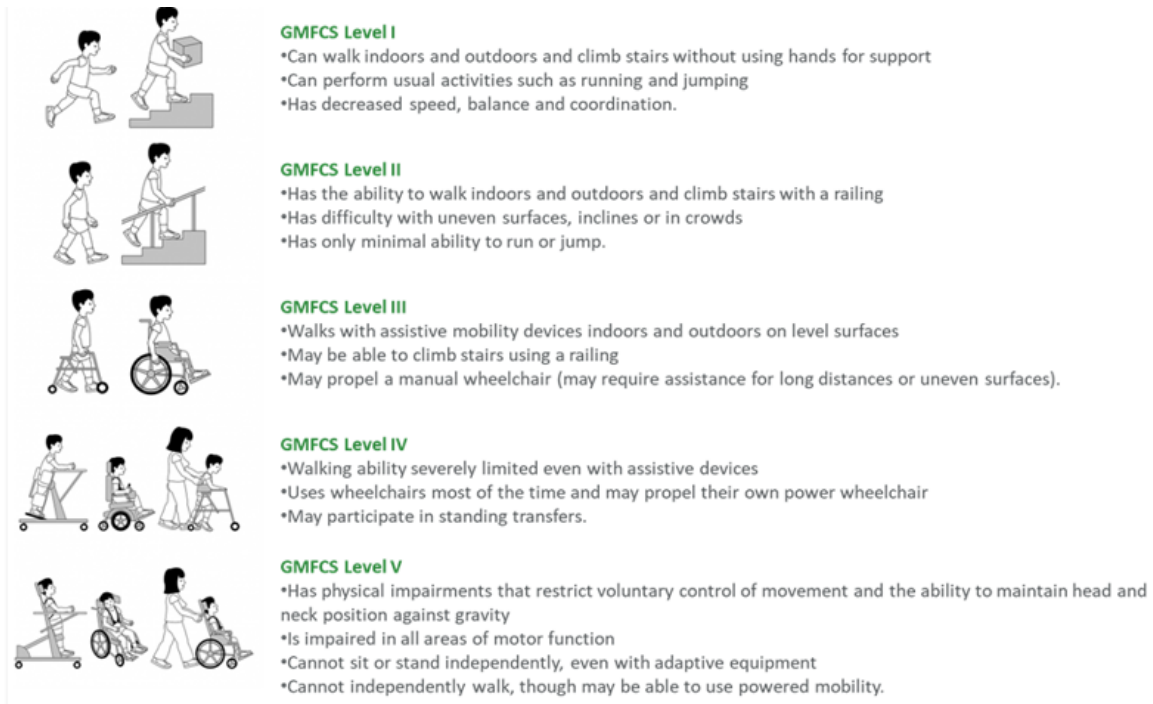 GMFCS Level I
•Can walk indoors and outdoors and climb stairs without using hands for support
•Can perform usual activities such as running and jumping
•Has decreased speed, balance and coordination.
GMFCS Level II
•Has the ability to walk indoors and outdoors and climb stairs with a railing
•Has difficulty with uneven surfaces, inclines or in crowds
•Has only minimal ability to run or jump.
GMFCS Level III
•Walks with assistive mobility devices indoors and outdoors on level surfaces
•May be able to climb stairs using a railing
•May propel a manual wheelchair (may require assistance for long distances or uneven surfaces).
GMFCS Level IV
•Walking ability severely limited even with assistive devices
•Uses wheelchairs most of the time and may propel their own power wheelchair
•May participate in standing transfers.
GMFCS Level V
•Has physical impairments that restrict voluntary control of movement and the ability to maintain head and
neck position against gravity
•Is impaired in all areas of motor function
•Cannot sit or stand independently, even with adaptive equipment
•Cannot independently walk, though may be able to use powered mobility.